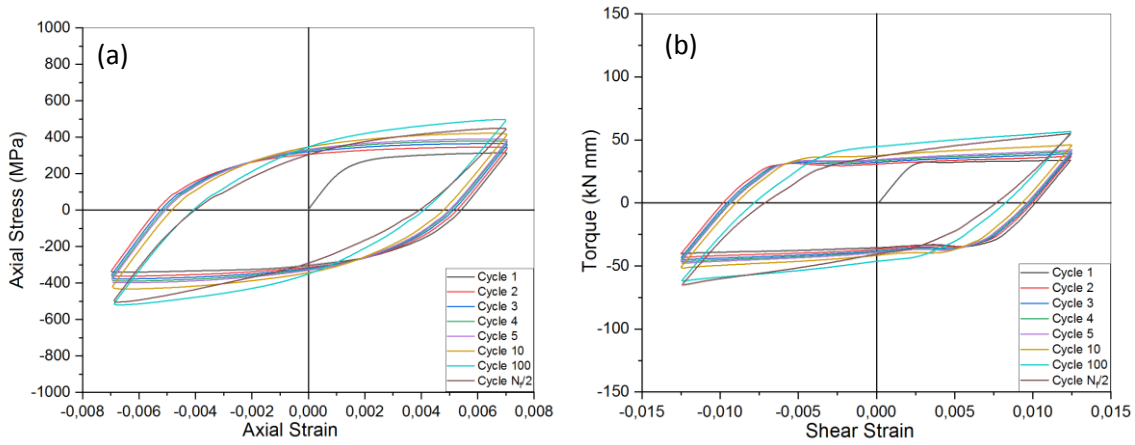 (a)
Axial Stress (MPa)
1000
800
600
400
200
0
-200
-400
-600
-800
-1000
-0,008
-0,006
-0,004
-0,002
0,000
0,002
0,004
0,006
0,008
Axial Strain
Cycle 1
Cycle 2
Cycle 3
Cycle 4
Cycle 5
Cycle 10
Cycle 100
Cycle Nf/2
(b)
Torque (kN mm)
150
100
50
0
-50
-100
-150
-0,015
-0,010
-0,005
0,000
0,005
0,010
0,015
Shear Strain
Cycle 1
Cycle 2
Cycle 3
Cycle 4
Cycle 5
Cycle 10
Cycle 100
Cycle Nf/2